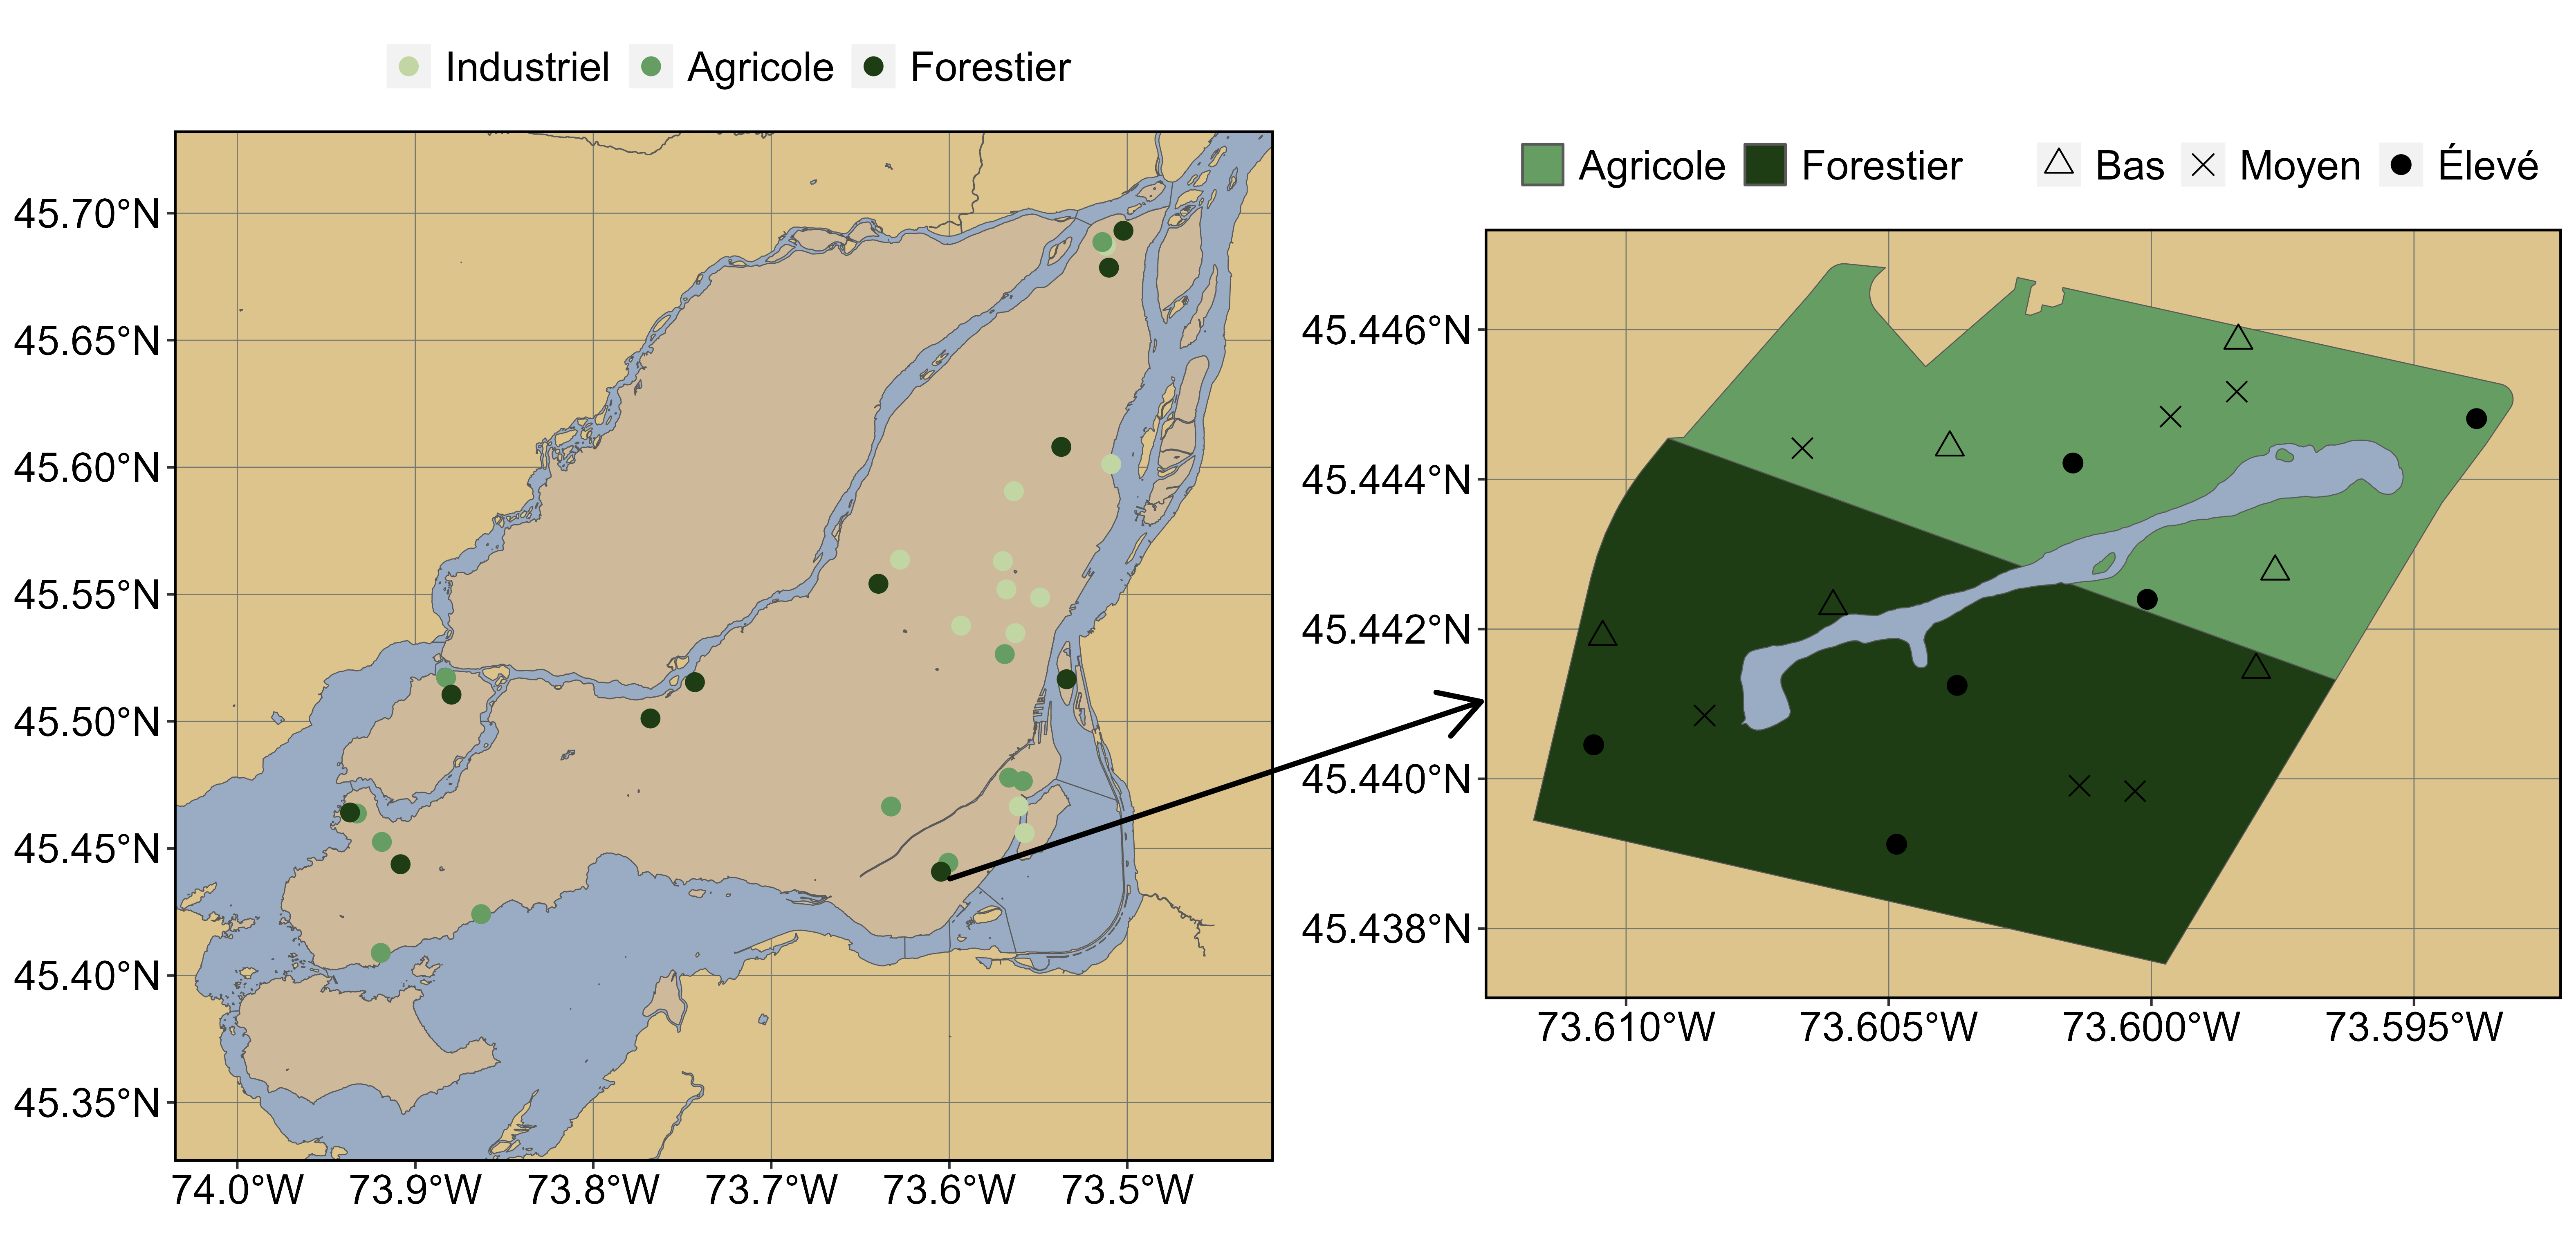 Industriel Agricole Forestier
45.70°N
45.65°N
45.60°N
45.55°N
45.50°N
45.45°N
45.40°N
45.35°N
74.0°W 73.9°W 73.8°W 73.7°W 73.6°W 73.5°W
Agricole Forestier Bas Moyen Élevé
45.446°N
45.444°N
45.442°N
45.440°N
45.438°N
73.610°W 73.605°W 73.600°W 73.595°W